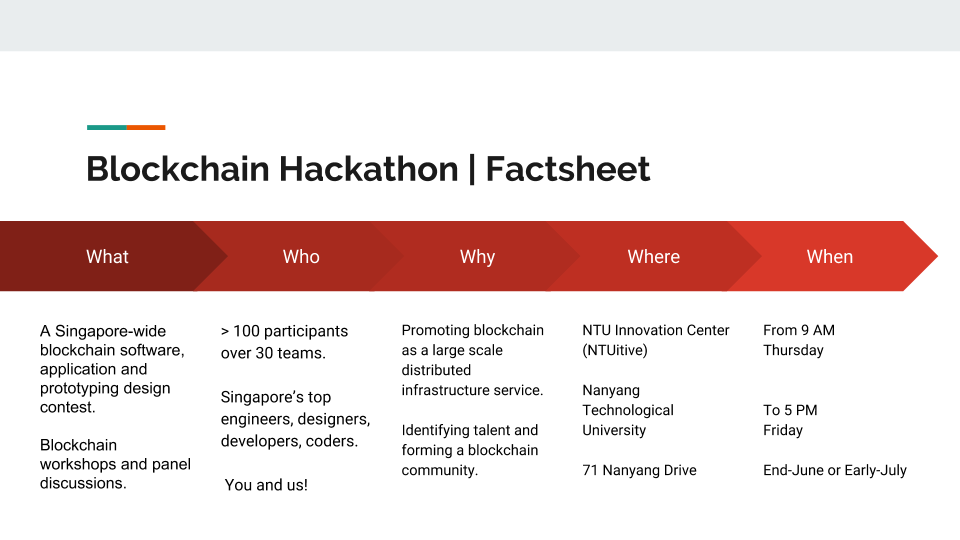 Blockchain Hackathon | Factsheet
What
Who
Why
Where
When
A Singapore-wide
blockchain software,
application and
prototyping design
contest.
Blockchain
workshops and panel
discussions.
> 100 participants
over 30 teams.
Singapore’s top
engineers, designers,
developers, coders.
You and us!
Promoting blockchain
as a large scale
distributed
infrastructure service.
Identifying talent and
forming a blockchain
community.
NTU Innovation Center
(NTUitive)
Nanyang
Technological
University
71 Nanyang Drive
From 9 AM
Thursday
To 5 PM
Friday
End-June or Early-July